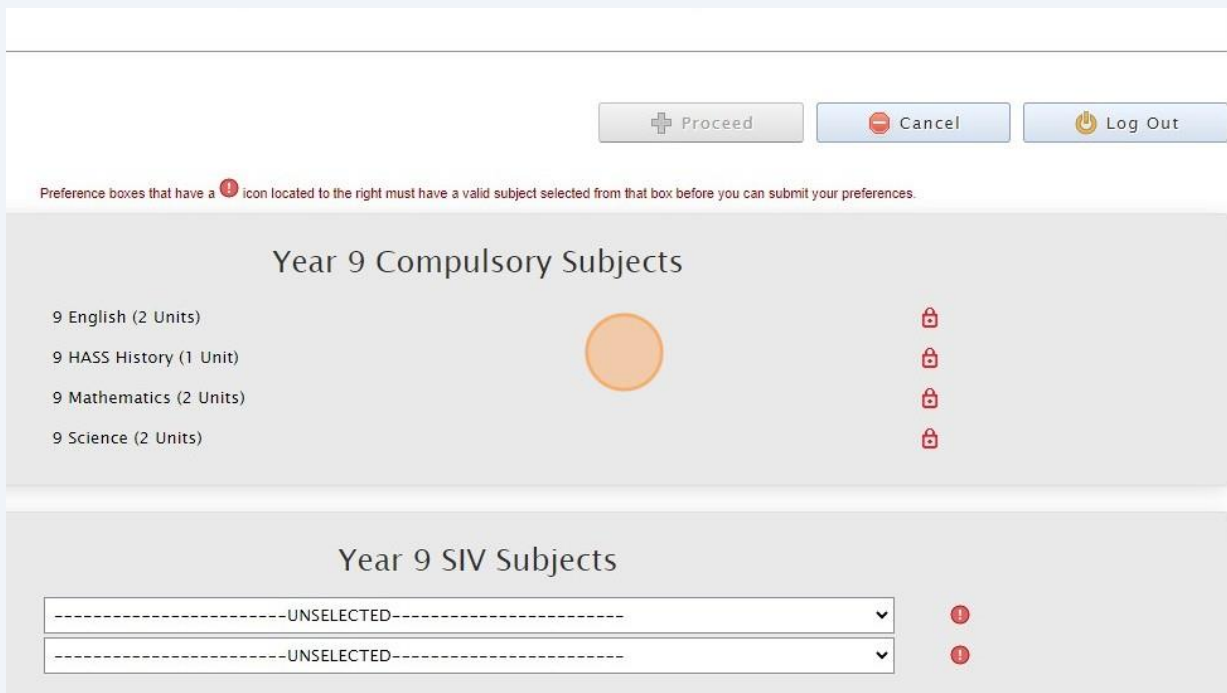 Proceed Cancel Log Out
Preference boxes that have a icon located to the right must have a valid subject selected from that box before you can submit your preferences.
Year 9 Compulsory Subjects
9 English (2 Units)
9 HASS History (1 Unit)
9 Mathematics (2 Units)
9 Science (2 Units)
Year 9 SIV Subjects
------------------------UNSELECTED------------------------
------------------------UNSELECTED------------------------